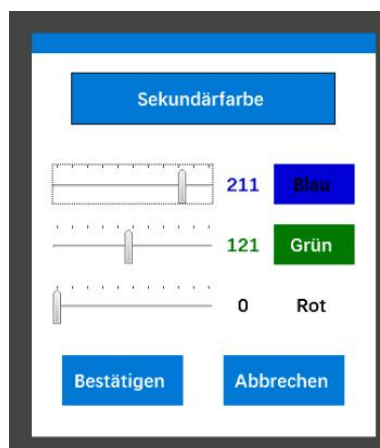 Sekundärfarbe
211 Blau
121 Grün
0 Rot
Bestätigen Abbrechen